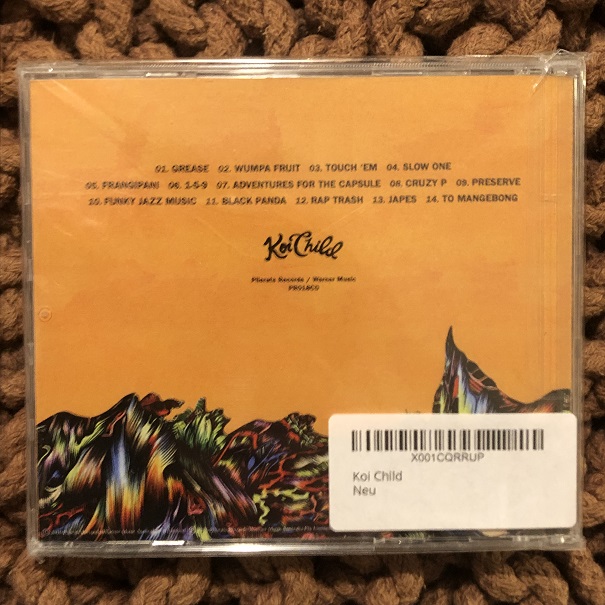 01. GREASE 02. WUMPA FRUIT 03. TOUCH 'EM 04. SLOW ONE
05. FRANGIPANI 06. 1-5-9 07. ADVENTURES FOR THE CAPSULE 08. CRUZY P 09. PRESERVE
10. FUNKY JAZZ MUSIC 11. BLACK PANDA 12. RAP TRASH 13. JAPES 14. TO MANGEBONG
Koi Child
Pilerats Records / Warner Music
X001CQRRUP
Koi Child
Neu